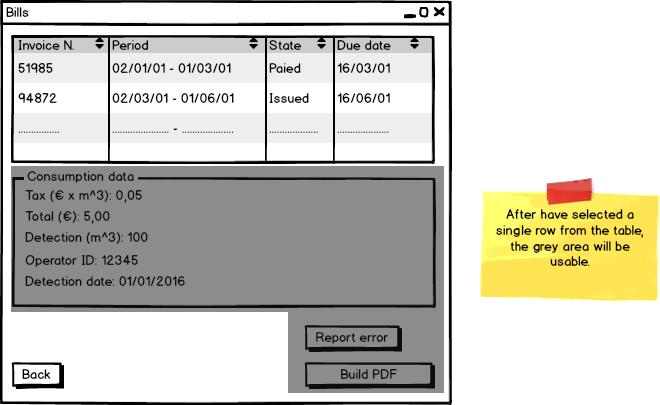 Bills
Invoice N. Period State Due date
51985 02/01/01 - 01/03/01 Paied 16/03/01
94872 02/03/01 - 01/06/01 Issued 16/06/01
................ ...................... - .................... ................... ....................
Consumption data
Tax (€ x m^3): 0,05
Total (€): 5,00
Detection (m^3): 100
Operator ID: 12345
Detection date: 01/01/2016
Report error
Back Build PDF
After have selected a
single row from the table,
the grey area will be
usable.